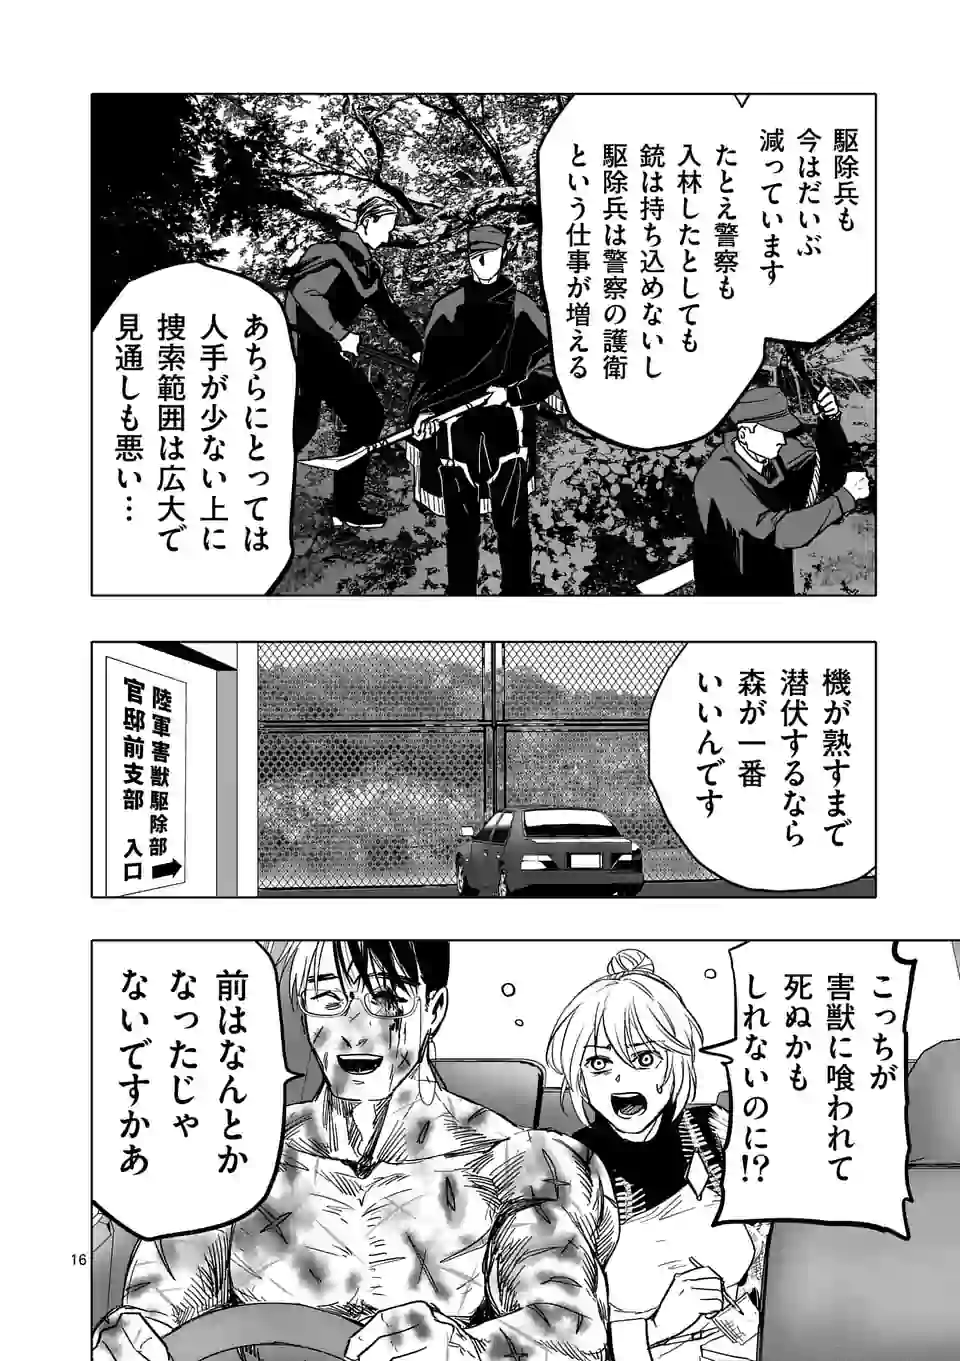 駆除兵も
今はだいぶ
減っています
たとえ警察も
入林したとしても
銃は持ち込めないし
駆除兵は警察の護衛
という仕事が増える
あちらにとっては
人手が少ない上に
捜索範囲は広大で
見通しも悪い…
機が熟すまで
潜伏するなら
森が一番
いいんです
陸軍害獣駆除部
官邸前支部 入口
こっちが
害獣に喰われて
死ぬかも
しれないのに!?
前はなんとか
なったじゃ
ないですかあ
16